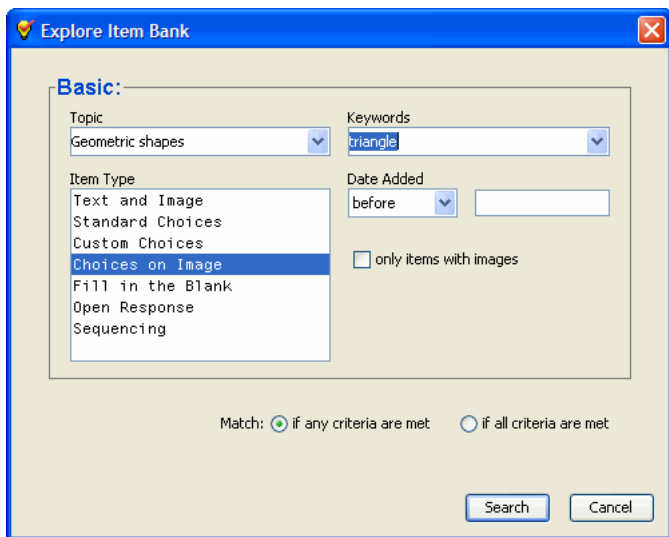 Explore Item Bank
Basic:
Topic
Geometric shapes
Keywords
triangle
Item Type
Text and Image
Standard Choices
Custom Choices
Choices on Image
Fill in the Blank
Open Response
Sequencing
Date Added
before
only items with images
Match: if any criteria are met if all criteria are met
Search Cancel